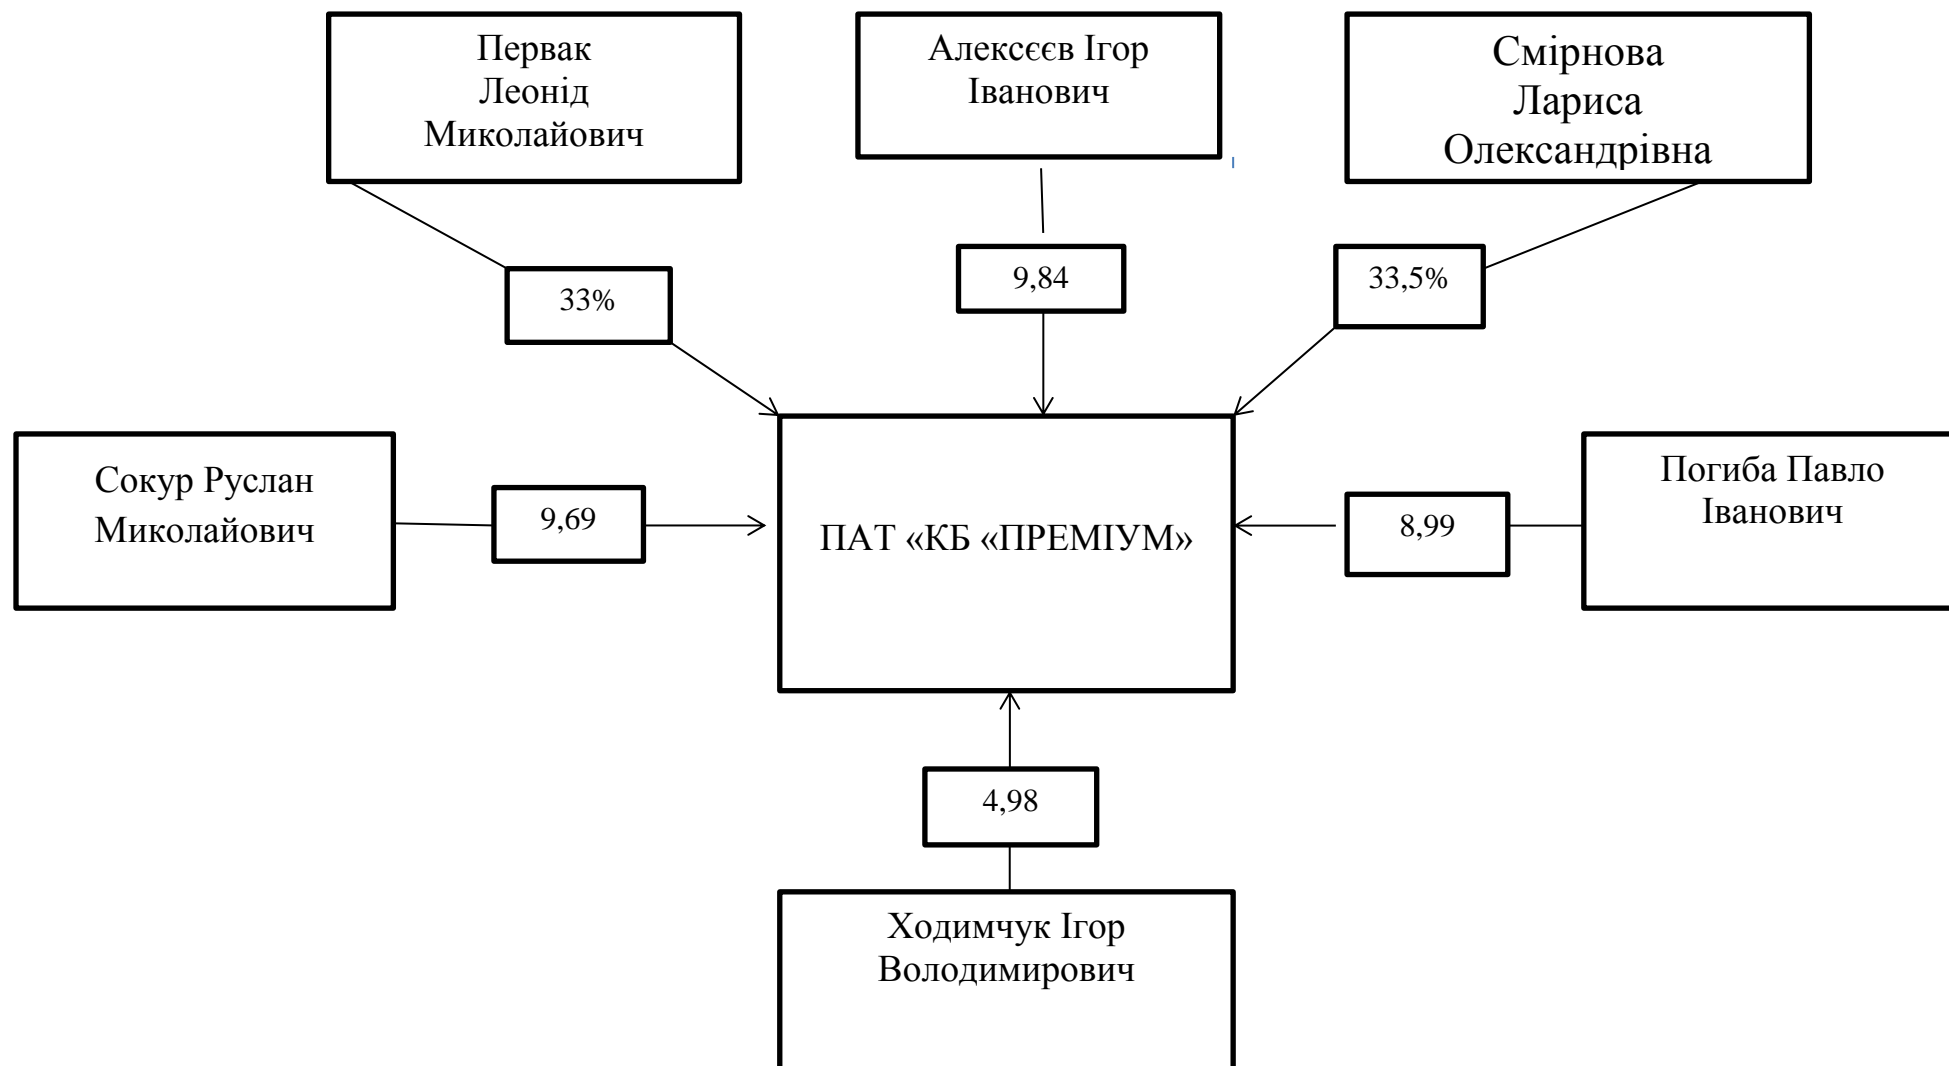 Первак
Леонід
Миколайович
Алексєєв Ігор
Іванович
Смірнова
Лариса
Олександрівна
33%
9,84
33,5%
Сокур Руслан
Миколайович
9,69
ПАТ «КБ «ПРЕМІУМ»
8,99
Погиба Павло
Іванович
4,98
Ходимчук Ігор
Володимирович